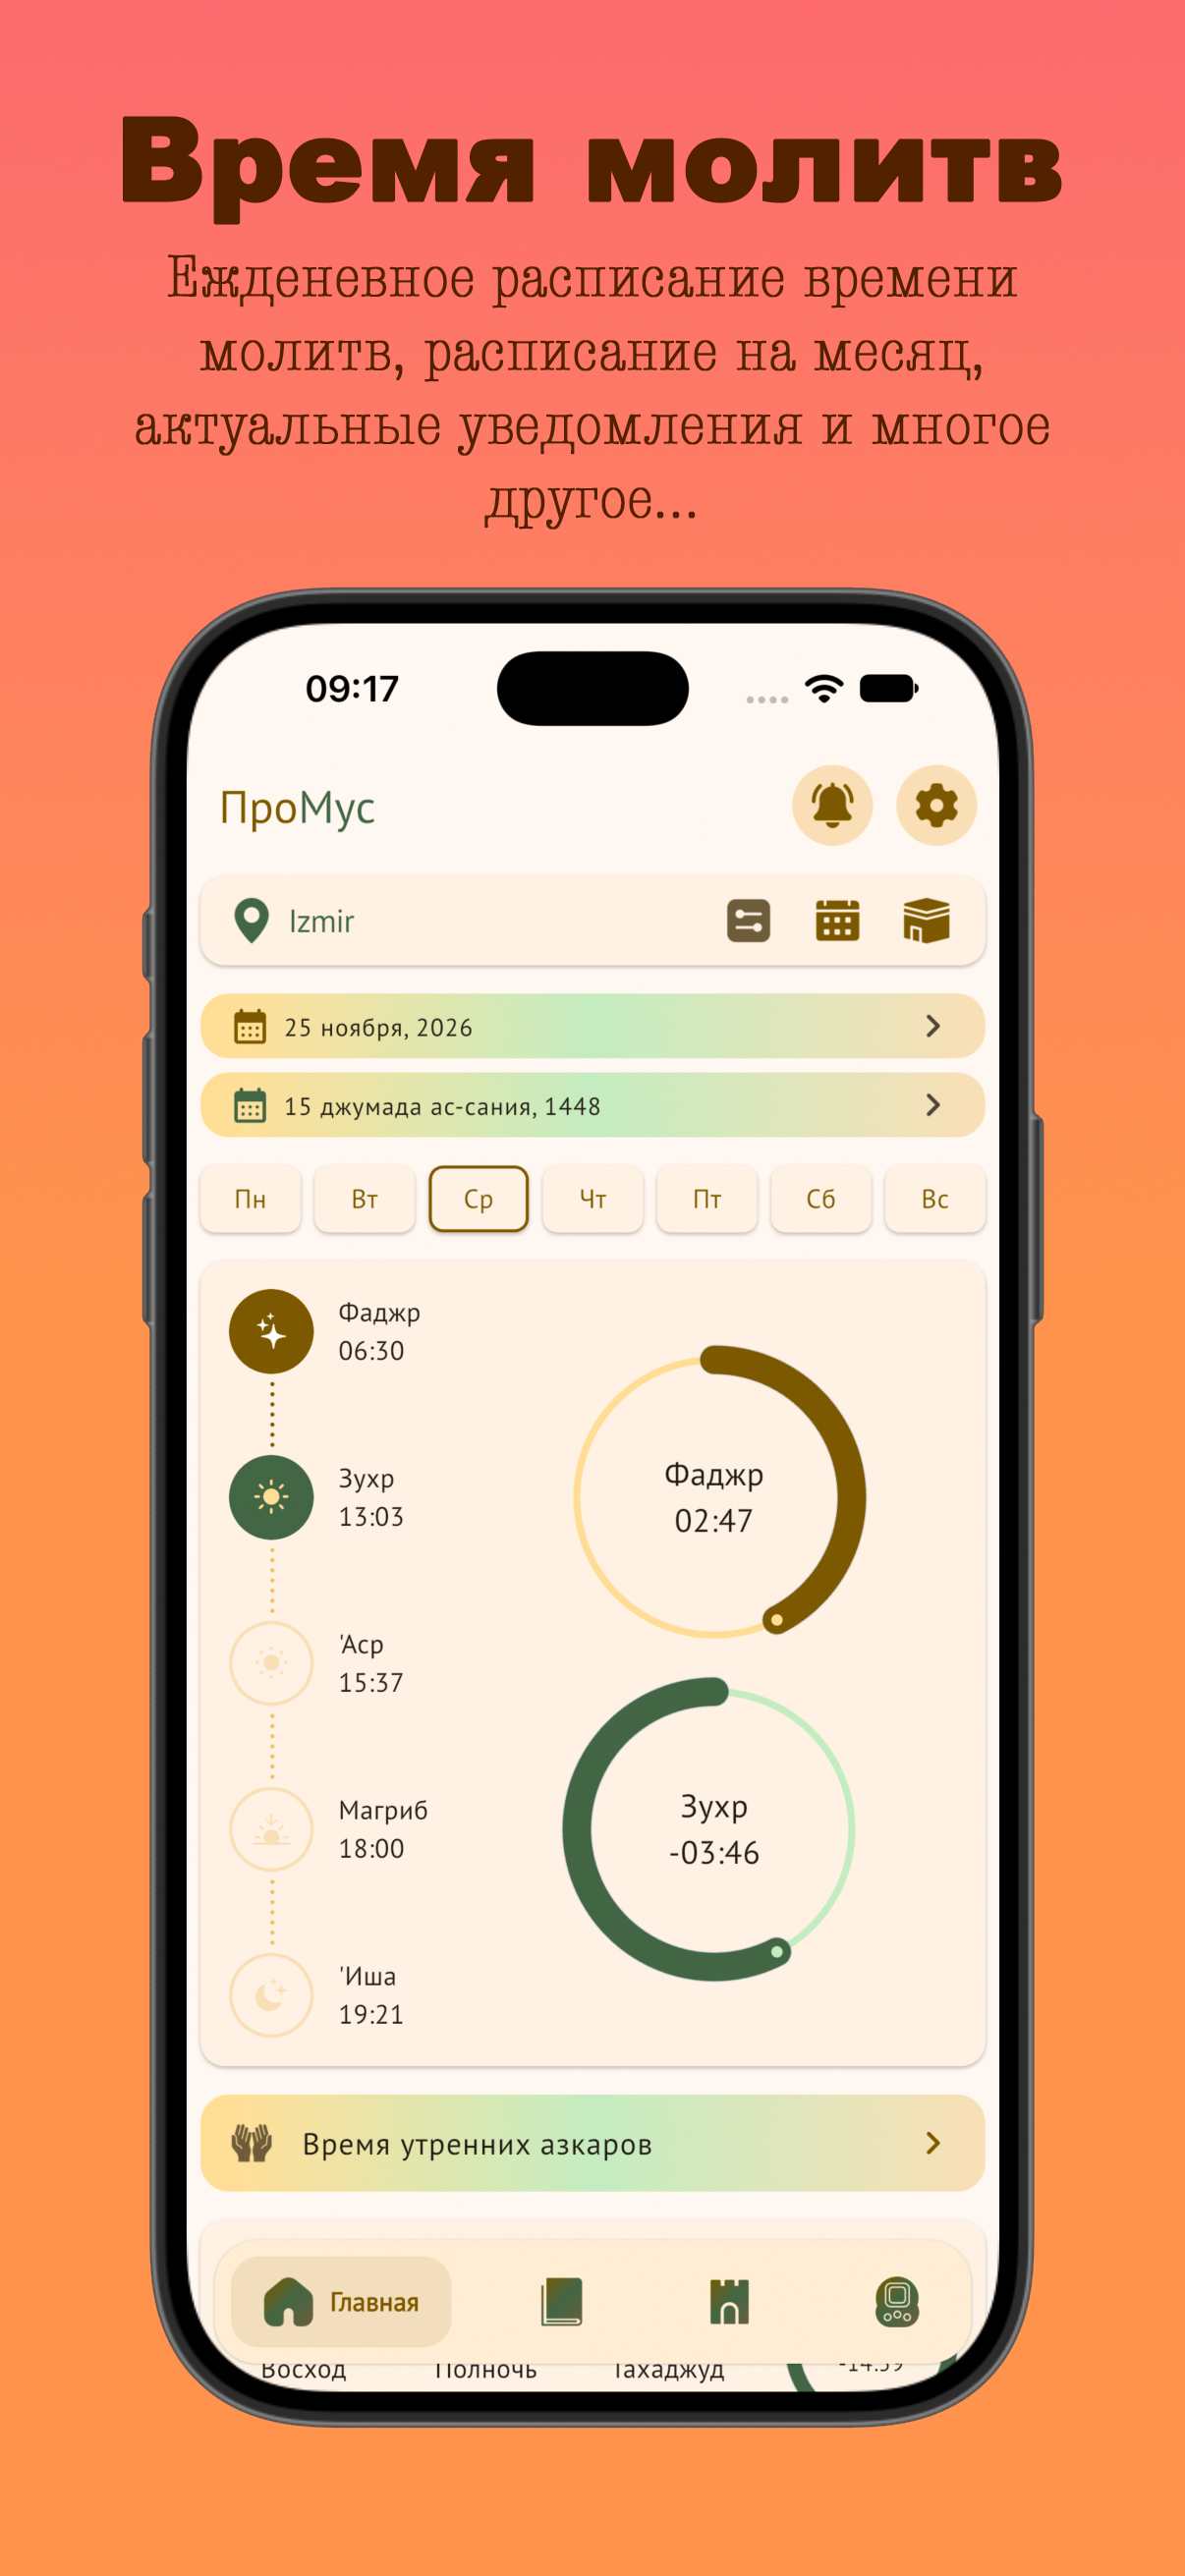 Время молитв
Ежденевное расписание времени
молитв, расписание на месяц,
актуальные уведомления и многое
другое...
09:17
ПроМус
Izmir
25 ноября, 2026
15 джумада ас-сания, 1448
Пн Вт Ср Чт Пт Сб Вс
Фаджр
06:30
Зухр
13:03
'Аср
15:37
Магриб
18:00
'Иша
19:21
Фаджр
02:47
Зухр
-03:46
Время утренних азкаров
Главная
Восход Полночь Тахаджуд